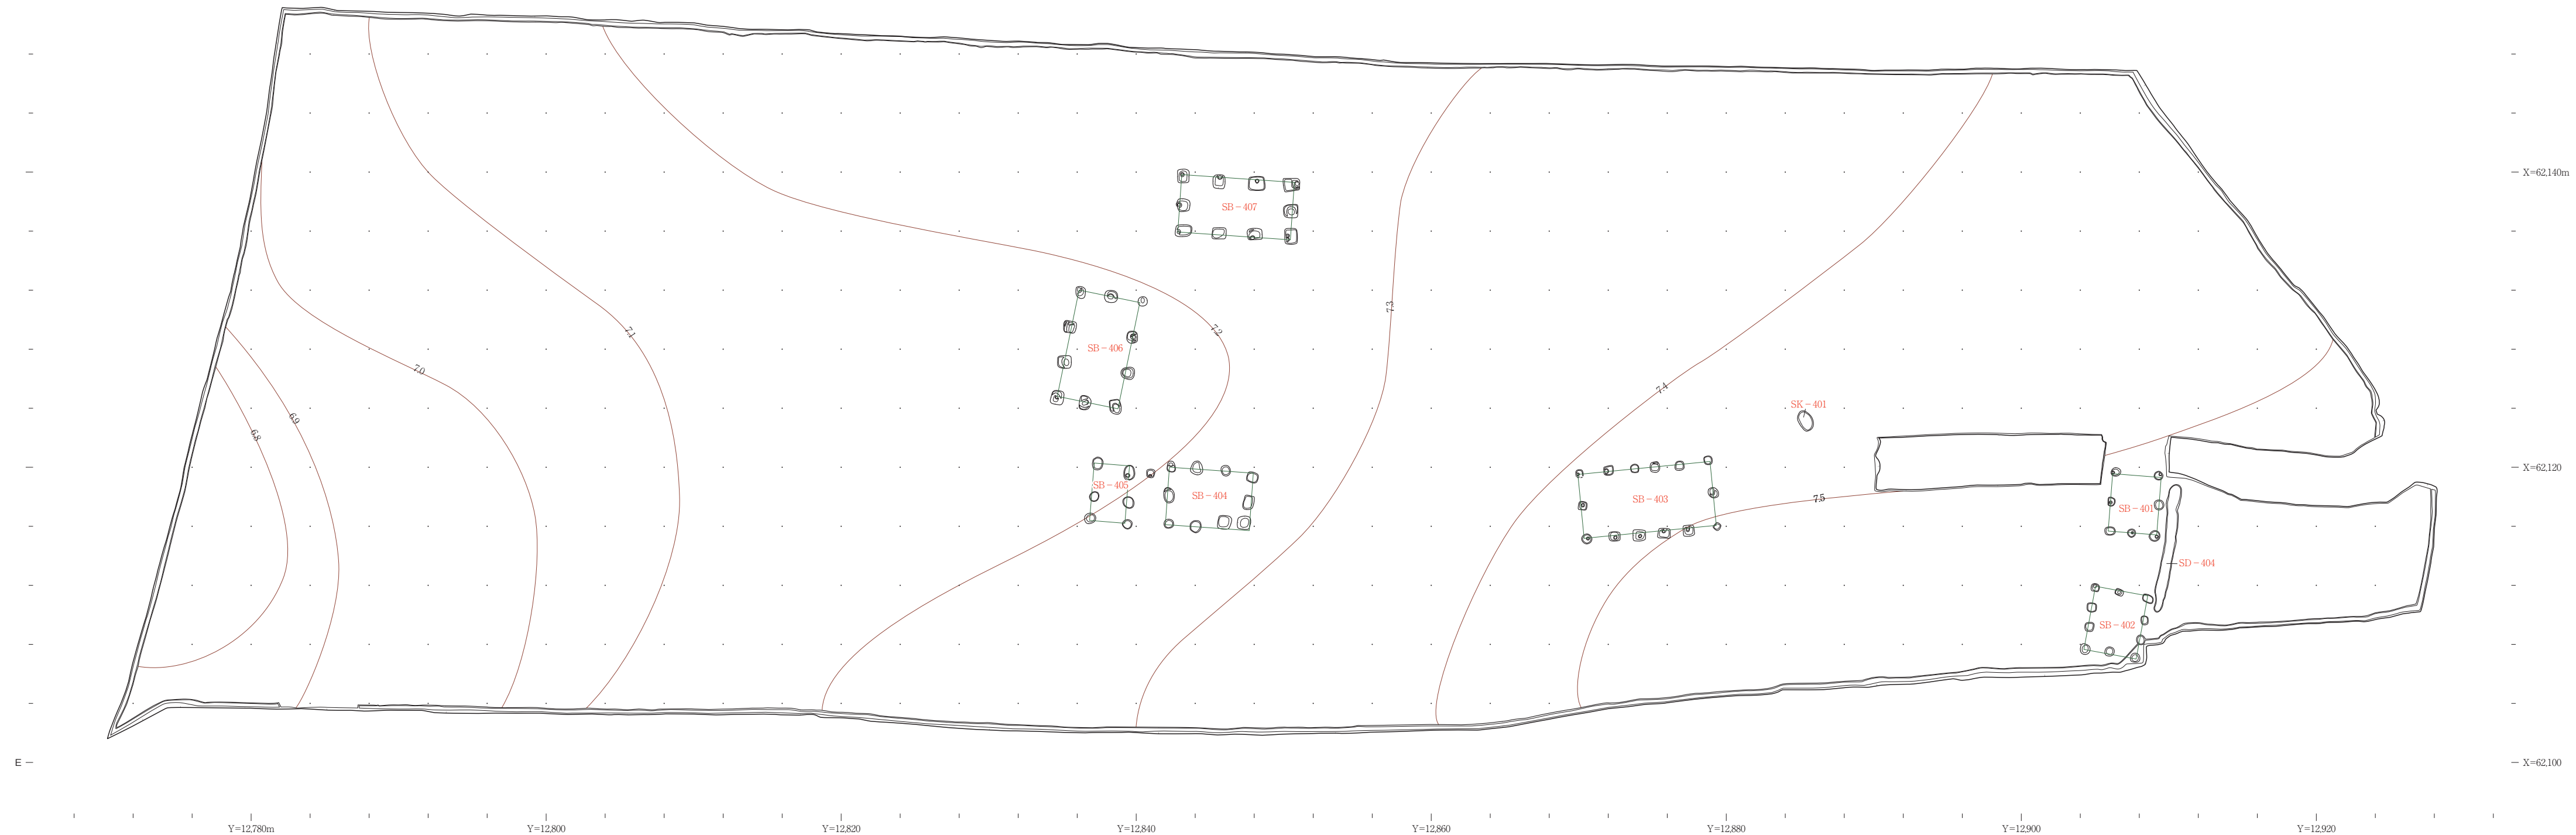 X=62,140m
SB-407
7.3
7.2
7.1
SB-406
7.0
7.4
SK-401
6.9
6.8
X=62,120
SB-405
SB-404
SB-403
7.5
SB-401
SD-404
SB-402
E
X=62,100
Y=12,780m
Y=12,800
Y=12,820
Y=12,840
Y=12,860
Y=12,880
Y=12,900
Y=12,920